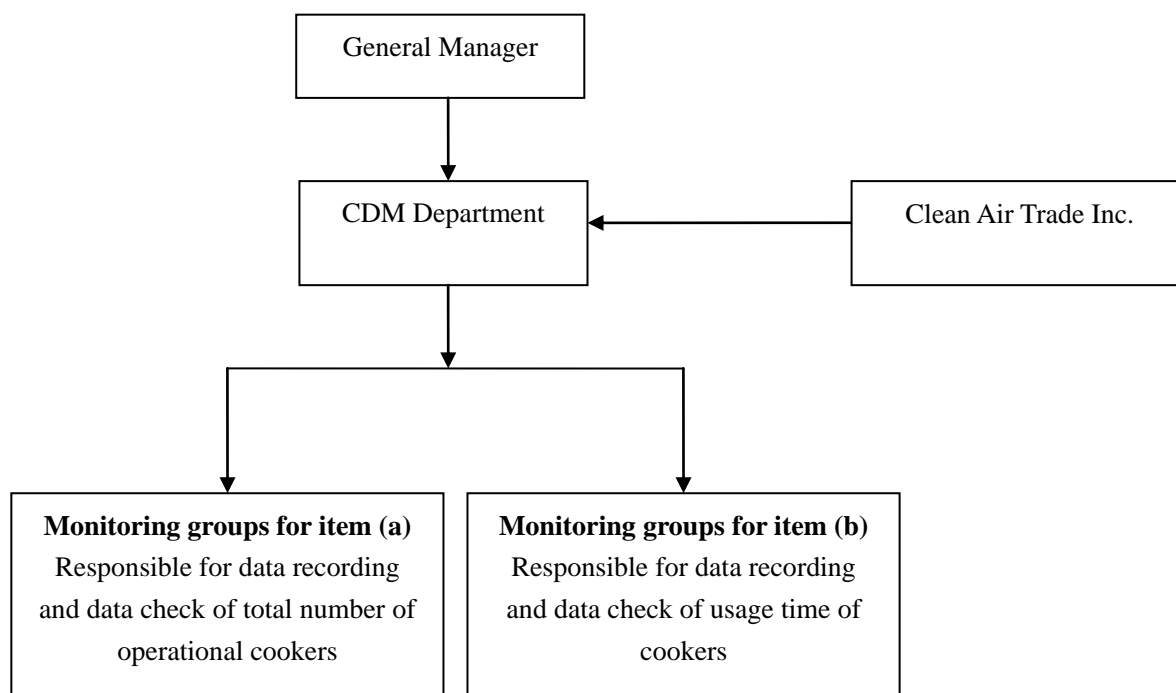 General Manager
CDM Department
Clean Air Trade Inc.
Monitoring groups for item (a)
Responsible for data recording
and data check of total number of
operational cookers
Monitoring groups for item (b)
Responsible for data recording
and data check of usage time of
cookers